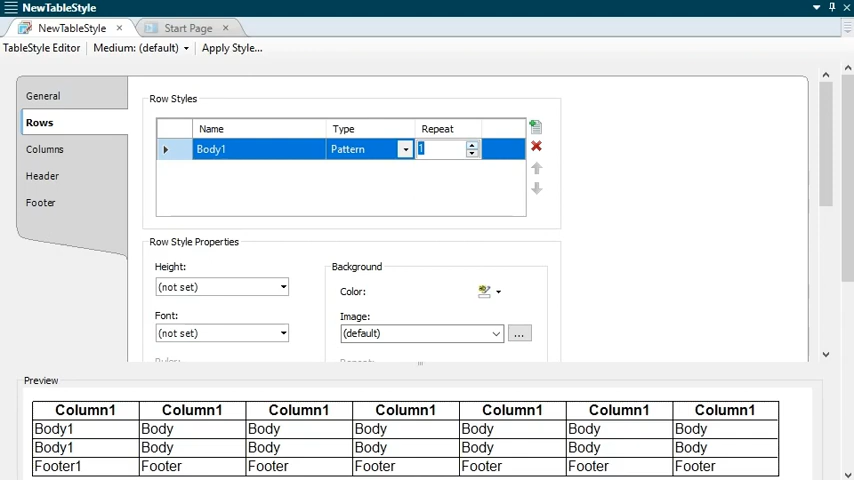 NewTableStyle
NewTableStyle Start Page
TableStyle Editor Medium: (default) Apply Style...
General
Rows
Columns
Header
Footer
Row Styles
Name Type Repeat
Body1 Pattern 1
Row Style Properties
Height:
(not set)
Font:
(not set)
Background
Color:
Image:
(default) ...
Preview
Column1 Column1 Column1 Column1 Column1 Column1 Column1
Body1 Body Body Body Body Body Body
Body1 Body Body Body Body Body Body
Footer1 Footer Footer Footer Footer Footer Footer